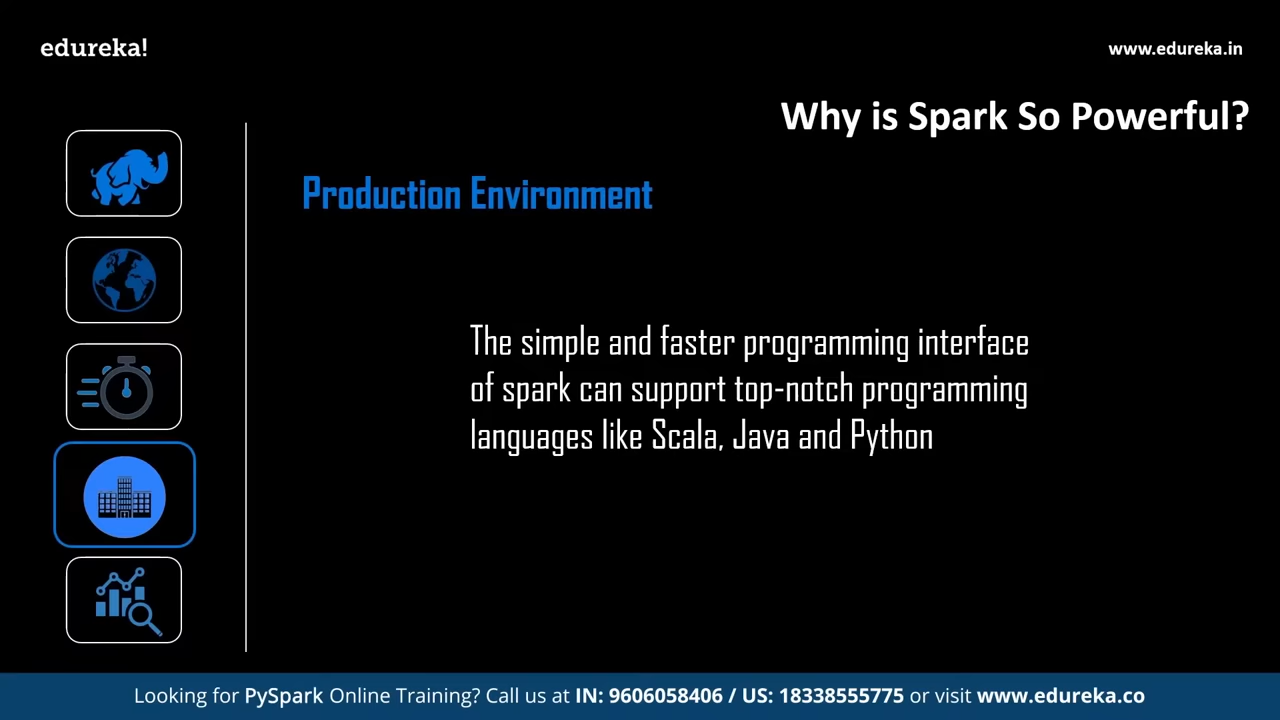 edureka!
www.edureka.in
Why is Spark So Powerful?
Production Environment
The simple and faster programming interface
of spark can support top-notch programming
languages like Scala, Java and Python
Looking for PySpark Online Training? Call us at IN: 9606058406 / US: 18338555775 or visit www.edureka.co